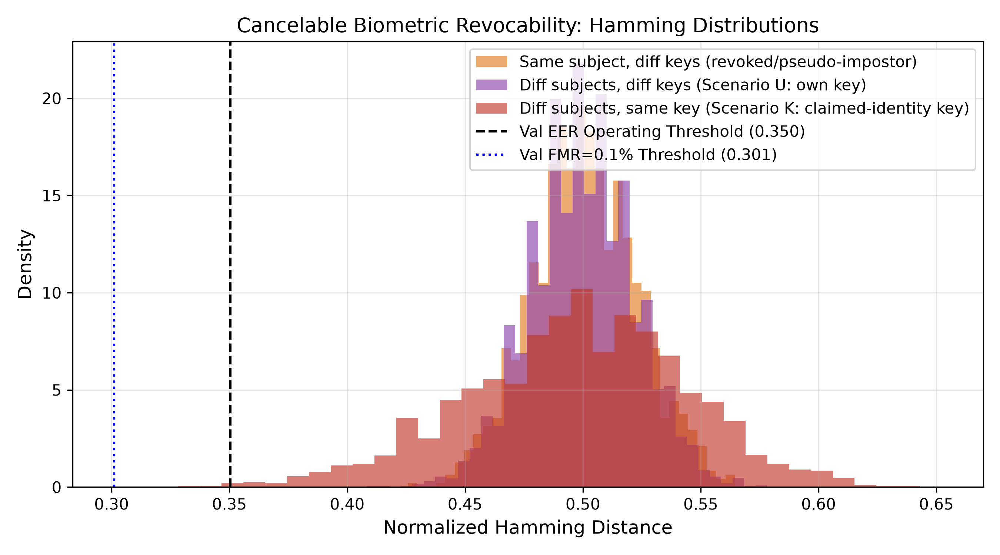 Cancelable Biometric Revocability: Hamming Distributions
Same subject, diff keys (revoked/pseudo-impostor)
Diff subjects, diff keys (Scenario U: own key)
Diff subjects, same key (Scenario K: claimed-identity key)
Val EER Operating Threshold (0.350)
Val FMR=0.1% Threshold (0.301)
Density
20
15
10
5
0
0.30 0.35 0.40 0.45 0.50 0.55 0.60 0.65
Normalized Hamming Distance